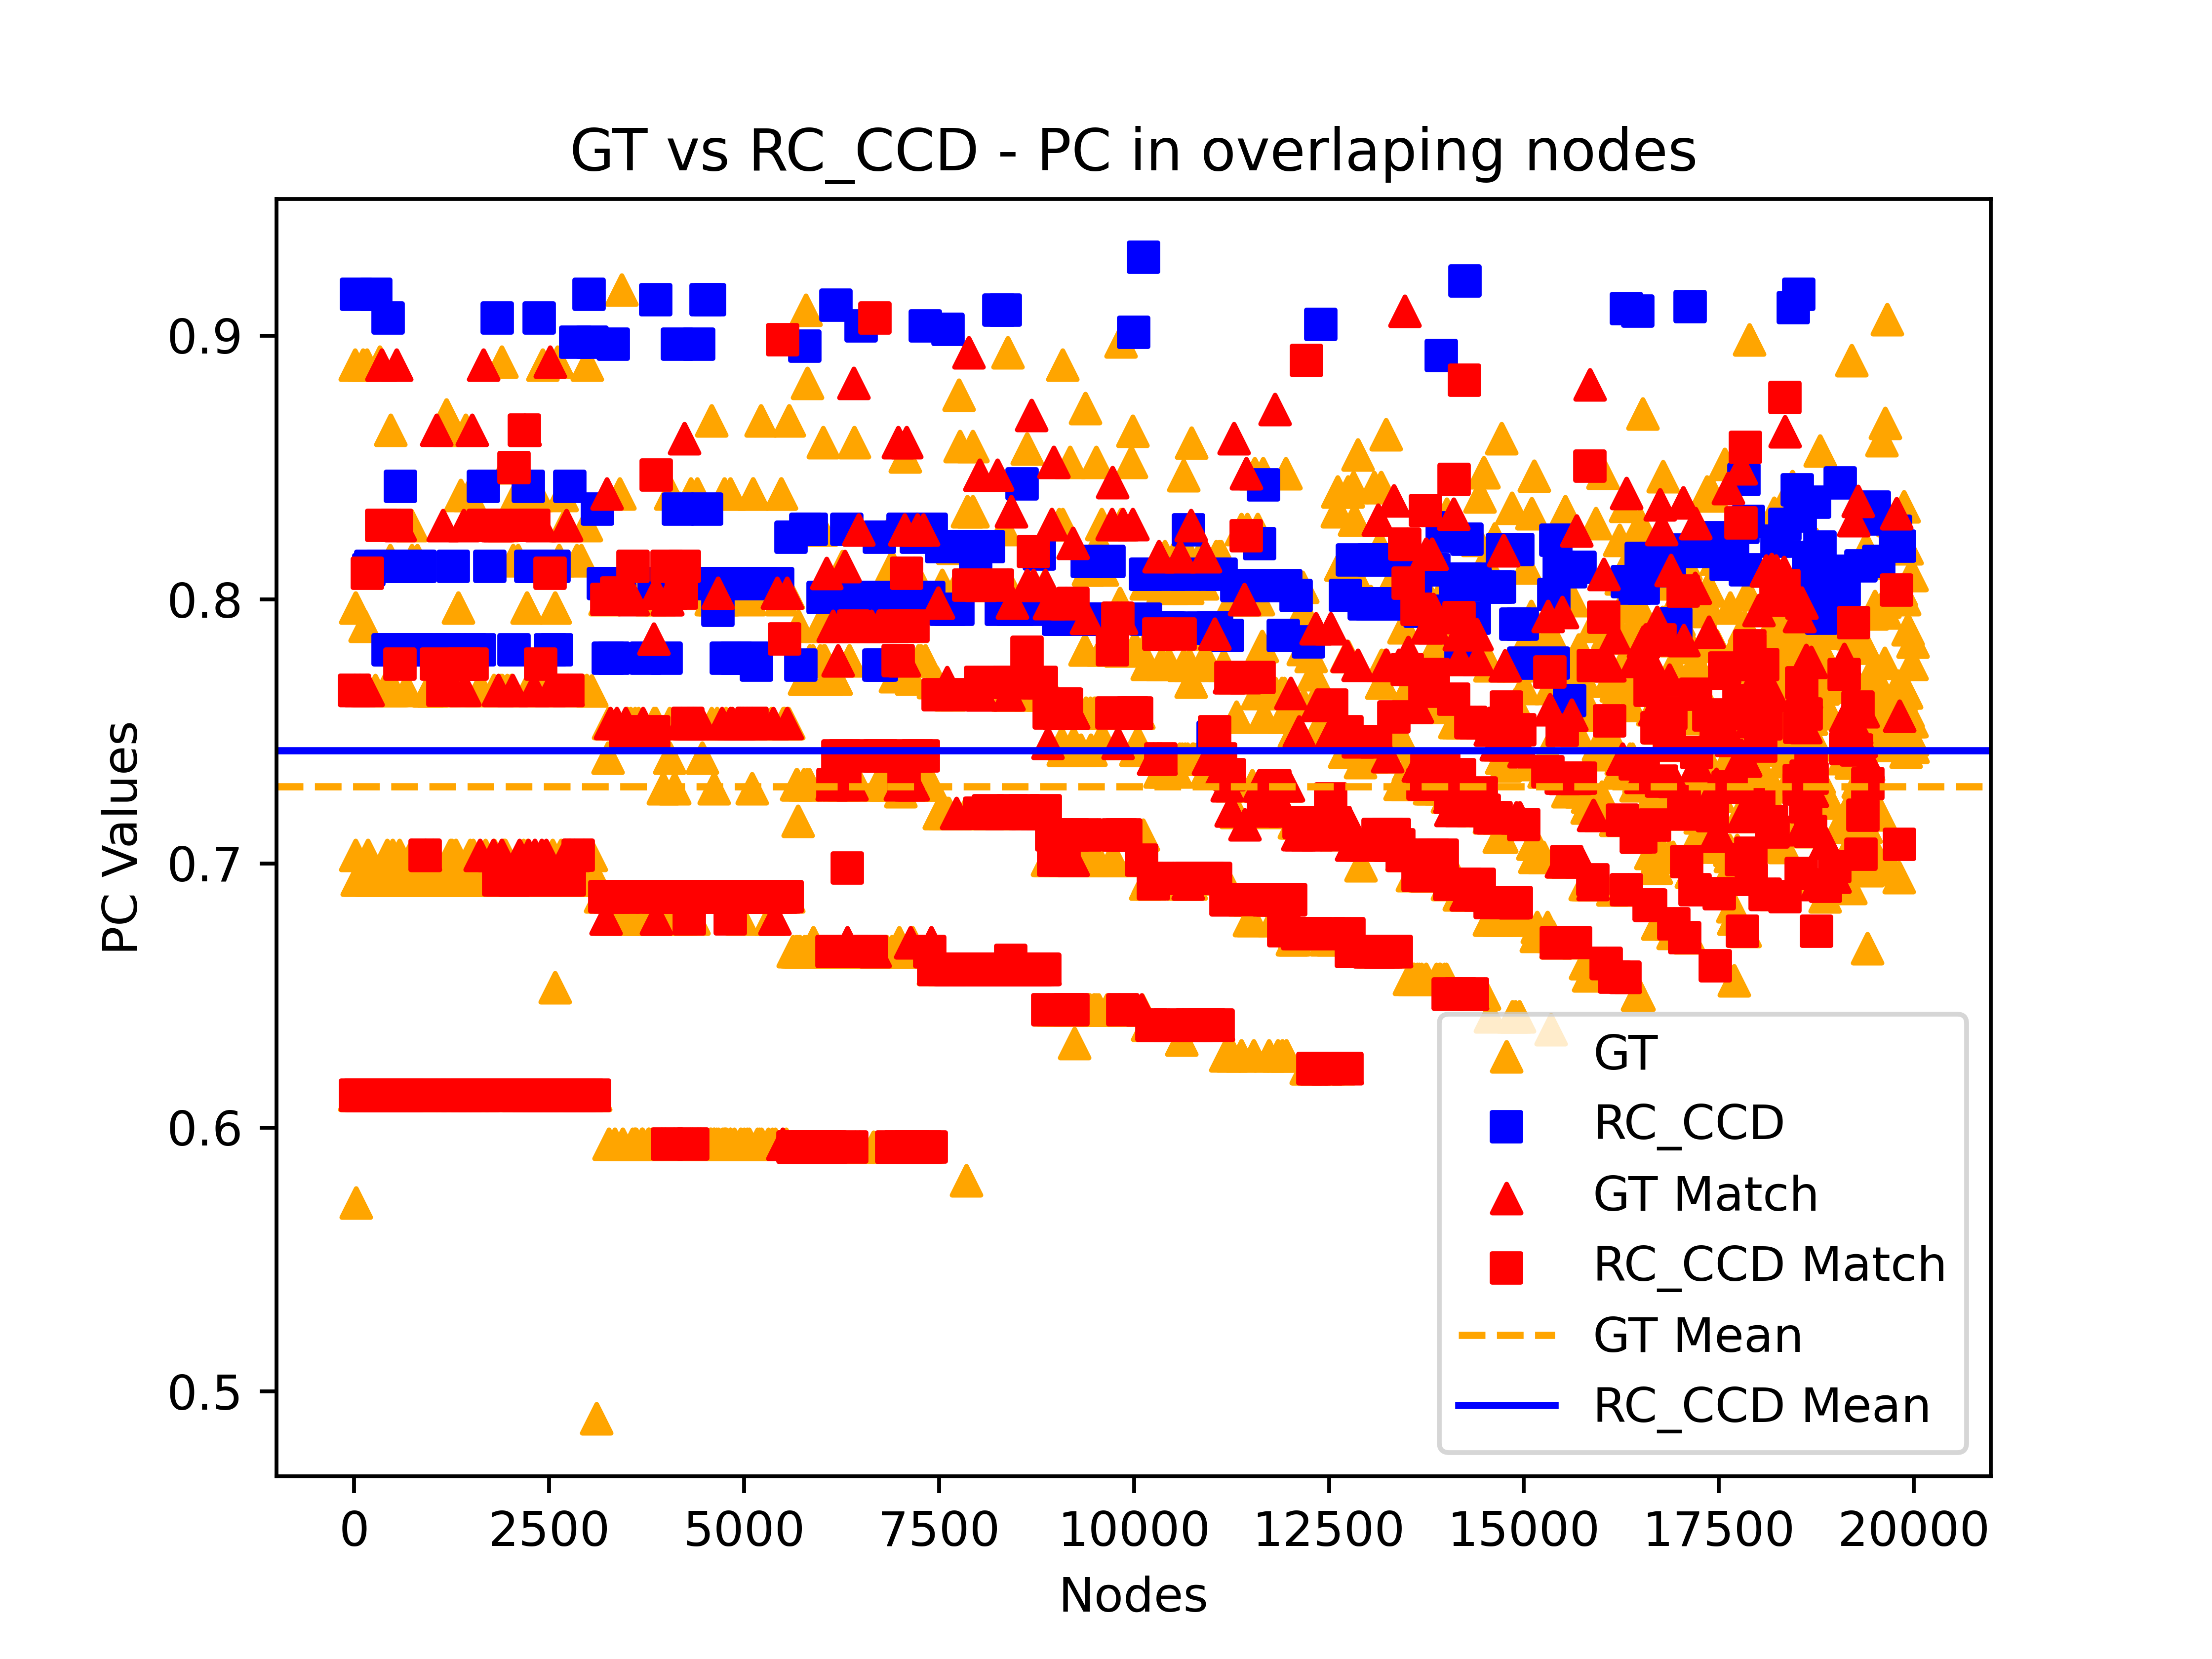 GT vs RC_CCD - PC in overlaping nodes
PC Values
0.9
0.8
0.7
0.6
0.5
GT
RC_CCD
GT Match
RC_CCD Match
GT Mean
RC_CCD Mean
0 2500 5000 7500 10000 12500 15000 17500 20000
Nodes